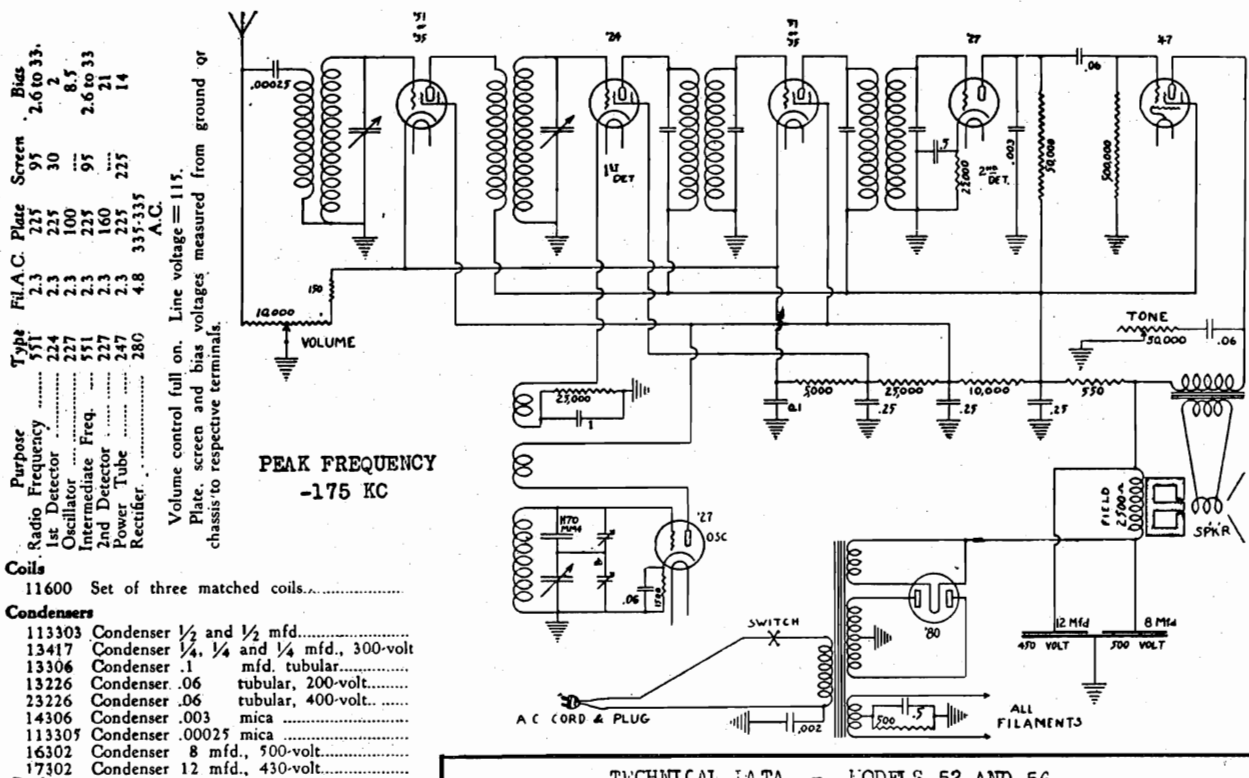 Purpose Type Fil.A.C. Plate Screen Bias
Radio Frequency ........ 551 2.3 225 95 2.6 to 33.
1st Detector ........ 224 2.3 225 30 2
Oscillator ........ 227 2.3 100 .... 8.5
Intermediate Freq. .... 551 2.3 225 95 2.6 to 33
2nd Detector ........ 227 2.3 160 .... 21
Power Tube ........ 247 2.3 225 225 14
Rectifier ........ 280 4.8 335-335
A.C.
Volume control full on. Line voltage = 115.
Plate, screen and bias voltages measured from ground or
chassis to respective terminals.
'51
'35
'24
'35
'27
47
.00025
1ST
DET
.5
25,000
2ND
DET.
.003
50,000
.06
500,000
150
10,000
VOLUME
TONE
50,000
.06
25,000
1
5000
25,000
10,000
550
.25
.25
.25
PEAK FREQUENCY
-175 KC
'27
OSC
.06
1500
FIELD
2500Ω
SPK'R
Coils
11600 Set of three matched coils..................
Condensers
113303 Condenser ½ and ½ mfd..................
13417 Condenser ¼, ¼ and ¼ mfd., 300-volt
13306 Condenser .1 mfd. tubular..............
13226 Condenser .06 tubular, 200-volt.......
23226 Condenser .06 tubular, 400-volt.......
14306 Condenser .003 mica ........................
113305 Condenser .00025 mica ........................
16302 Condenser 8 mfd., 500-volt..............
17302 Condenser 12 mfd., 430-volt..............
SWITCH
'80
12 Mfd
450 VOLT
8 Mfd
500 VOLT
A C CORD & PLUG
.002
.5
500
ALL
FILAMENTS
TECHNICAL DATA - MODELS 53 AND 56